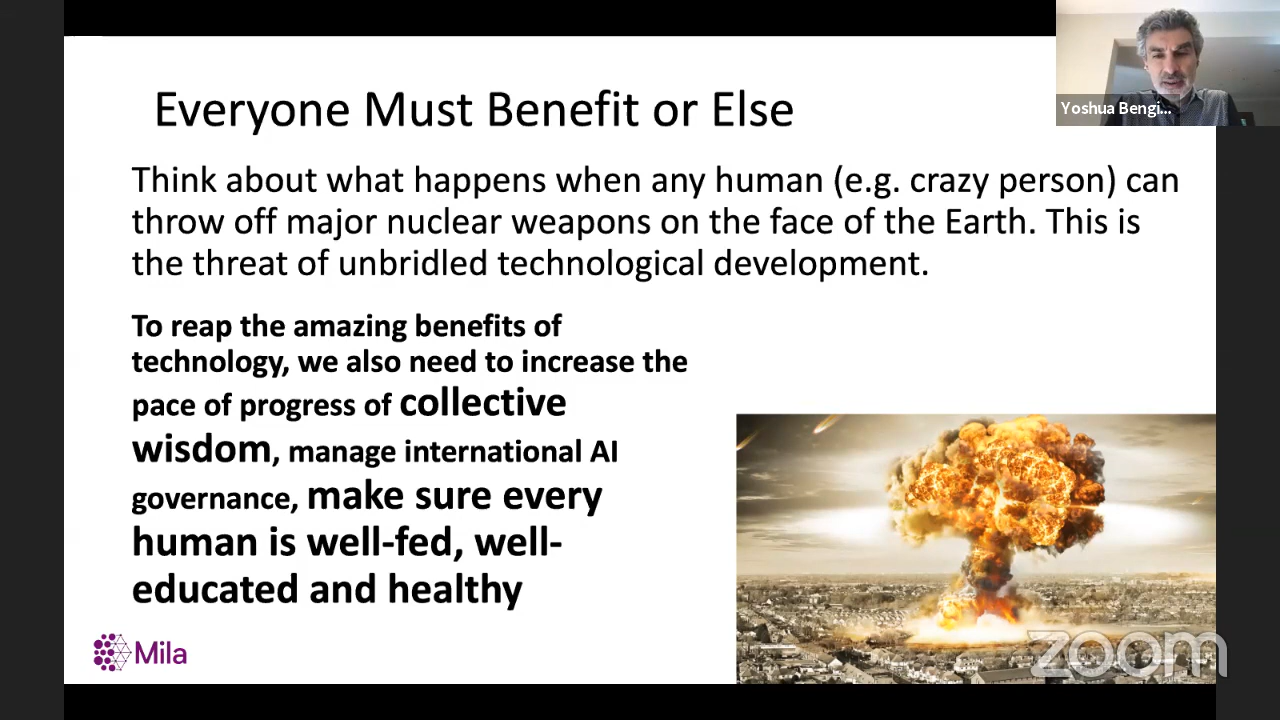 Everyone Must Benefit or Else
Yoshua Bengi...
Think about what happens when any human (e.g. crazy person) can
throw off major nuclear weapons on the face of the Earth. This is
the threat of unbridled technological development.
To reap the amazing benefits of
technology, we also need to increase the
pace of progress of collective
wisdom, manage international AI
governance, make sure every
human is well-fed, well-
educated and healthy
Mila
zoom